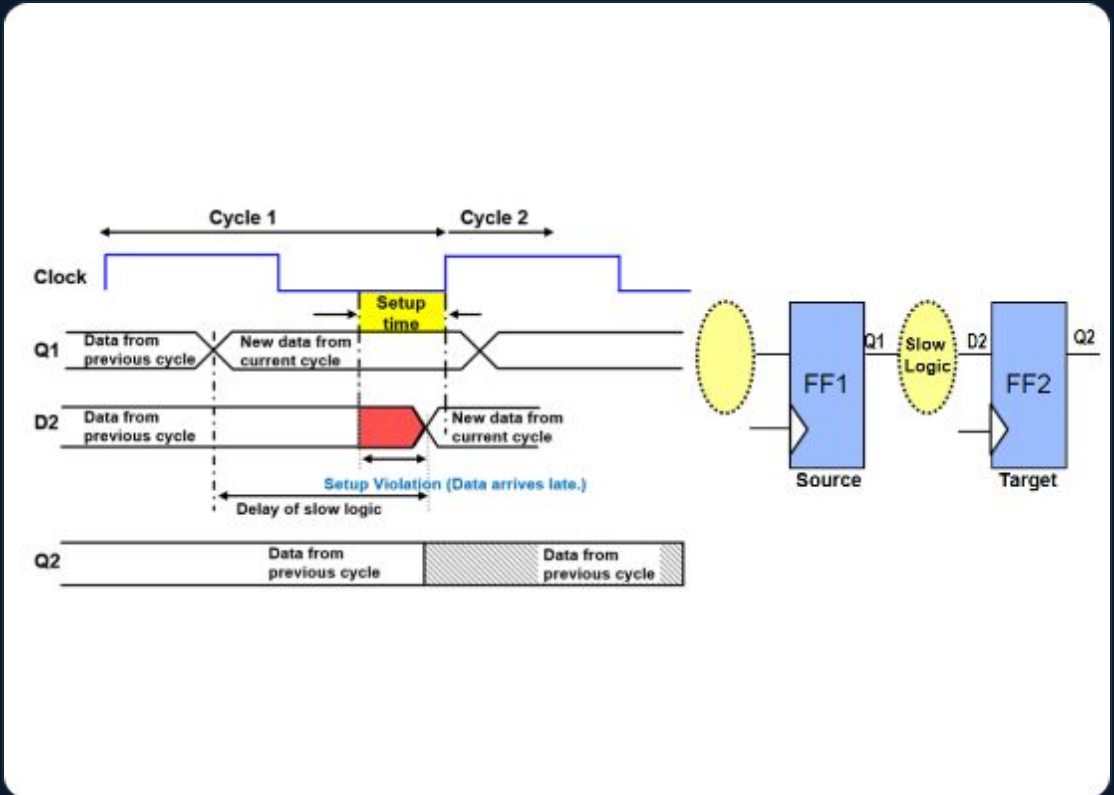 Cycle 1
Cycle 2
Clock
Setup
time
Q1
Data from
previous cycle
New data from
current cycle
D2
Data from
previous cycle
New data from
current cycle
Setup Violation (Data arrives late.)
Delay of slow logic
Q2
Data from
previous cycle
Data from
previous cycle
FF1
Source
Q1
Slow
Logic
D2
FF2
Target
Q2